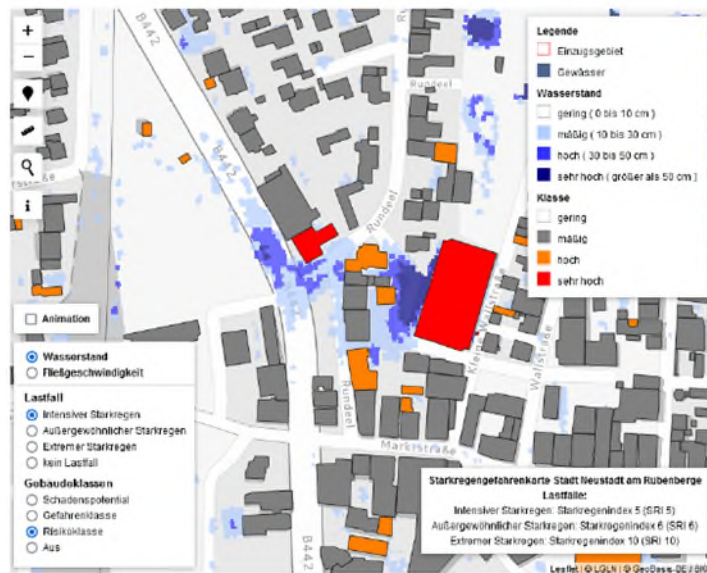 B442
Rundeel
+
−
i
B442
Rundeel
Rundeel
Kleine Wallstraße
Wallstraße
Rundeel
Marktstraße
B442
Legende
Einzugsgebiet
Gewässer
Wasserstand
gering ( 0 bis 10 cm )
mäßig ( 10 bis 30 cm )
hoch ( 30 bis 50 cm )
sehr hoch ( größer als 50 cm )
Klasse
gering
mäßig
hoch
sehr hoch
Animation
Wasserstand
Fließgeschwindigkeit
Lastfall
Intensiver Starkregen
Außergewöhnlicher Starkregen
Extremer Starkregen
kein Lastfall
Gebäudeklassen
Schadenspotential
Gefahrenklasse
Risikoklasse
Aus
Starkregengefahrenkarte Stadt Neustadt am Rübenberge
Lastfälle:
Intensiver Starkregen: Starkregenindex 5 (SRI 5)
Außergewöhnlicher Starkregen: Starkregenindex 6 (SRI 6)
Extremer Starkregen: Starkregenindex 10 (SRI 10)
Leaflet | © LGLN | © GeoBasis-DE / BKG